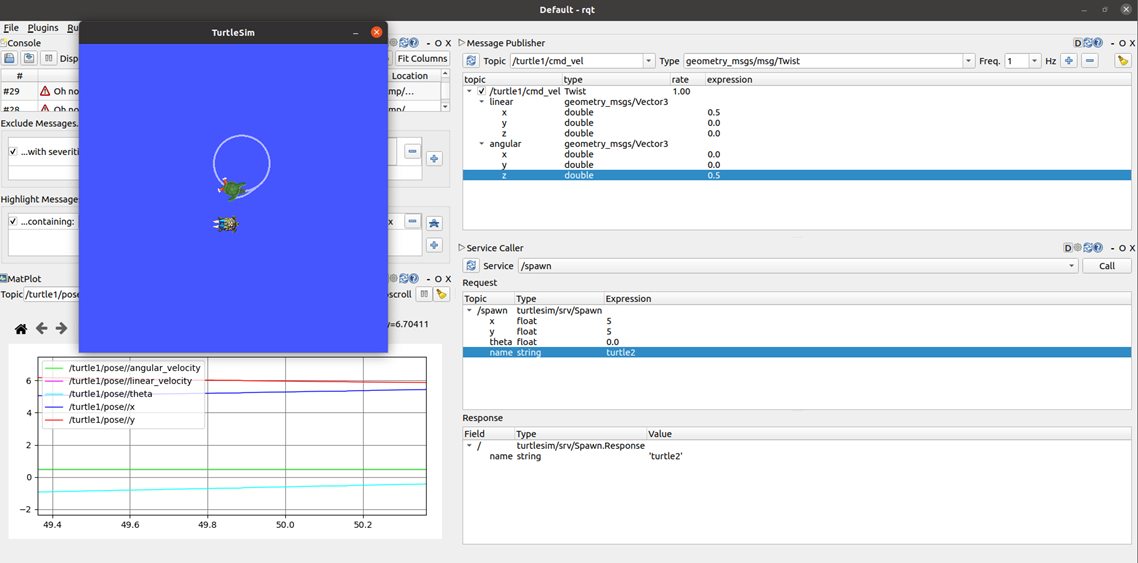 Default - rqt
File Plugins Ru
TurtleSim
Console
- O X
Disp
Fit Columns
#
Location
#29 Oh no
mp/...
#28 Oh no
mp/
Exclude Messages.
...with severiti
Highlight Message
...containing:
x
MatPlot
- O X
Topic /turtle1/pose
scroll
y=6.70411
/turtle1/pose//angular_velocity
/turtle1/pose//linear_velocity
/turtle1/pose//theta
/turtle1/pose//x
/turtle1/pose//y
6
4
2
0
−2
49.4 49.6 49.8 50.0 50.2
Message Publisher
D - O X
Topic /turtle1/cmd_vel Type geometry_msgs/msg/Twist Freq. 1 Hz
topic type rate expression
/turtle1/cmd_vel Twist 1.00
linear geometry_msgs/Vector3
x double 0.5
y double 0.0
z double 0.0
angular geometry_msgs/Vector3
x double 0.0
y double 0.0
z double 0.5
Service Caller
D - O X
Service /spawn Call
Request
Topic Type Expression
/spawn turtlesim/srv/Spawn
x float 5
y float 5
theta float 0.0
name string turtle2
Response
Field Type Value
/ turtlesim/srv/Spawn.Response
name string 'turtle2'